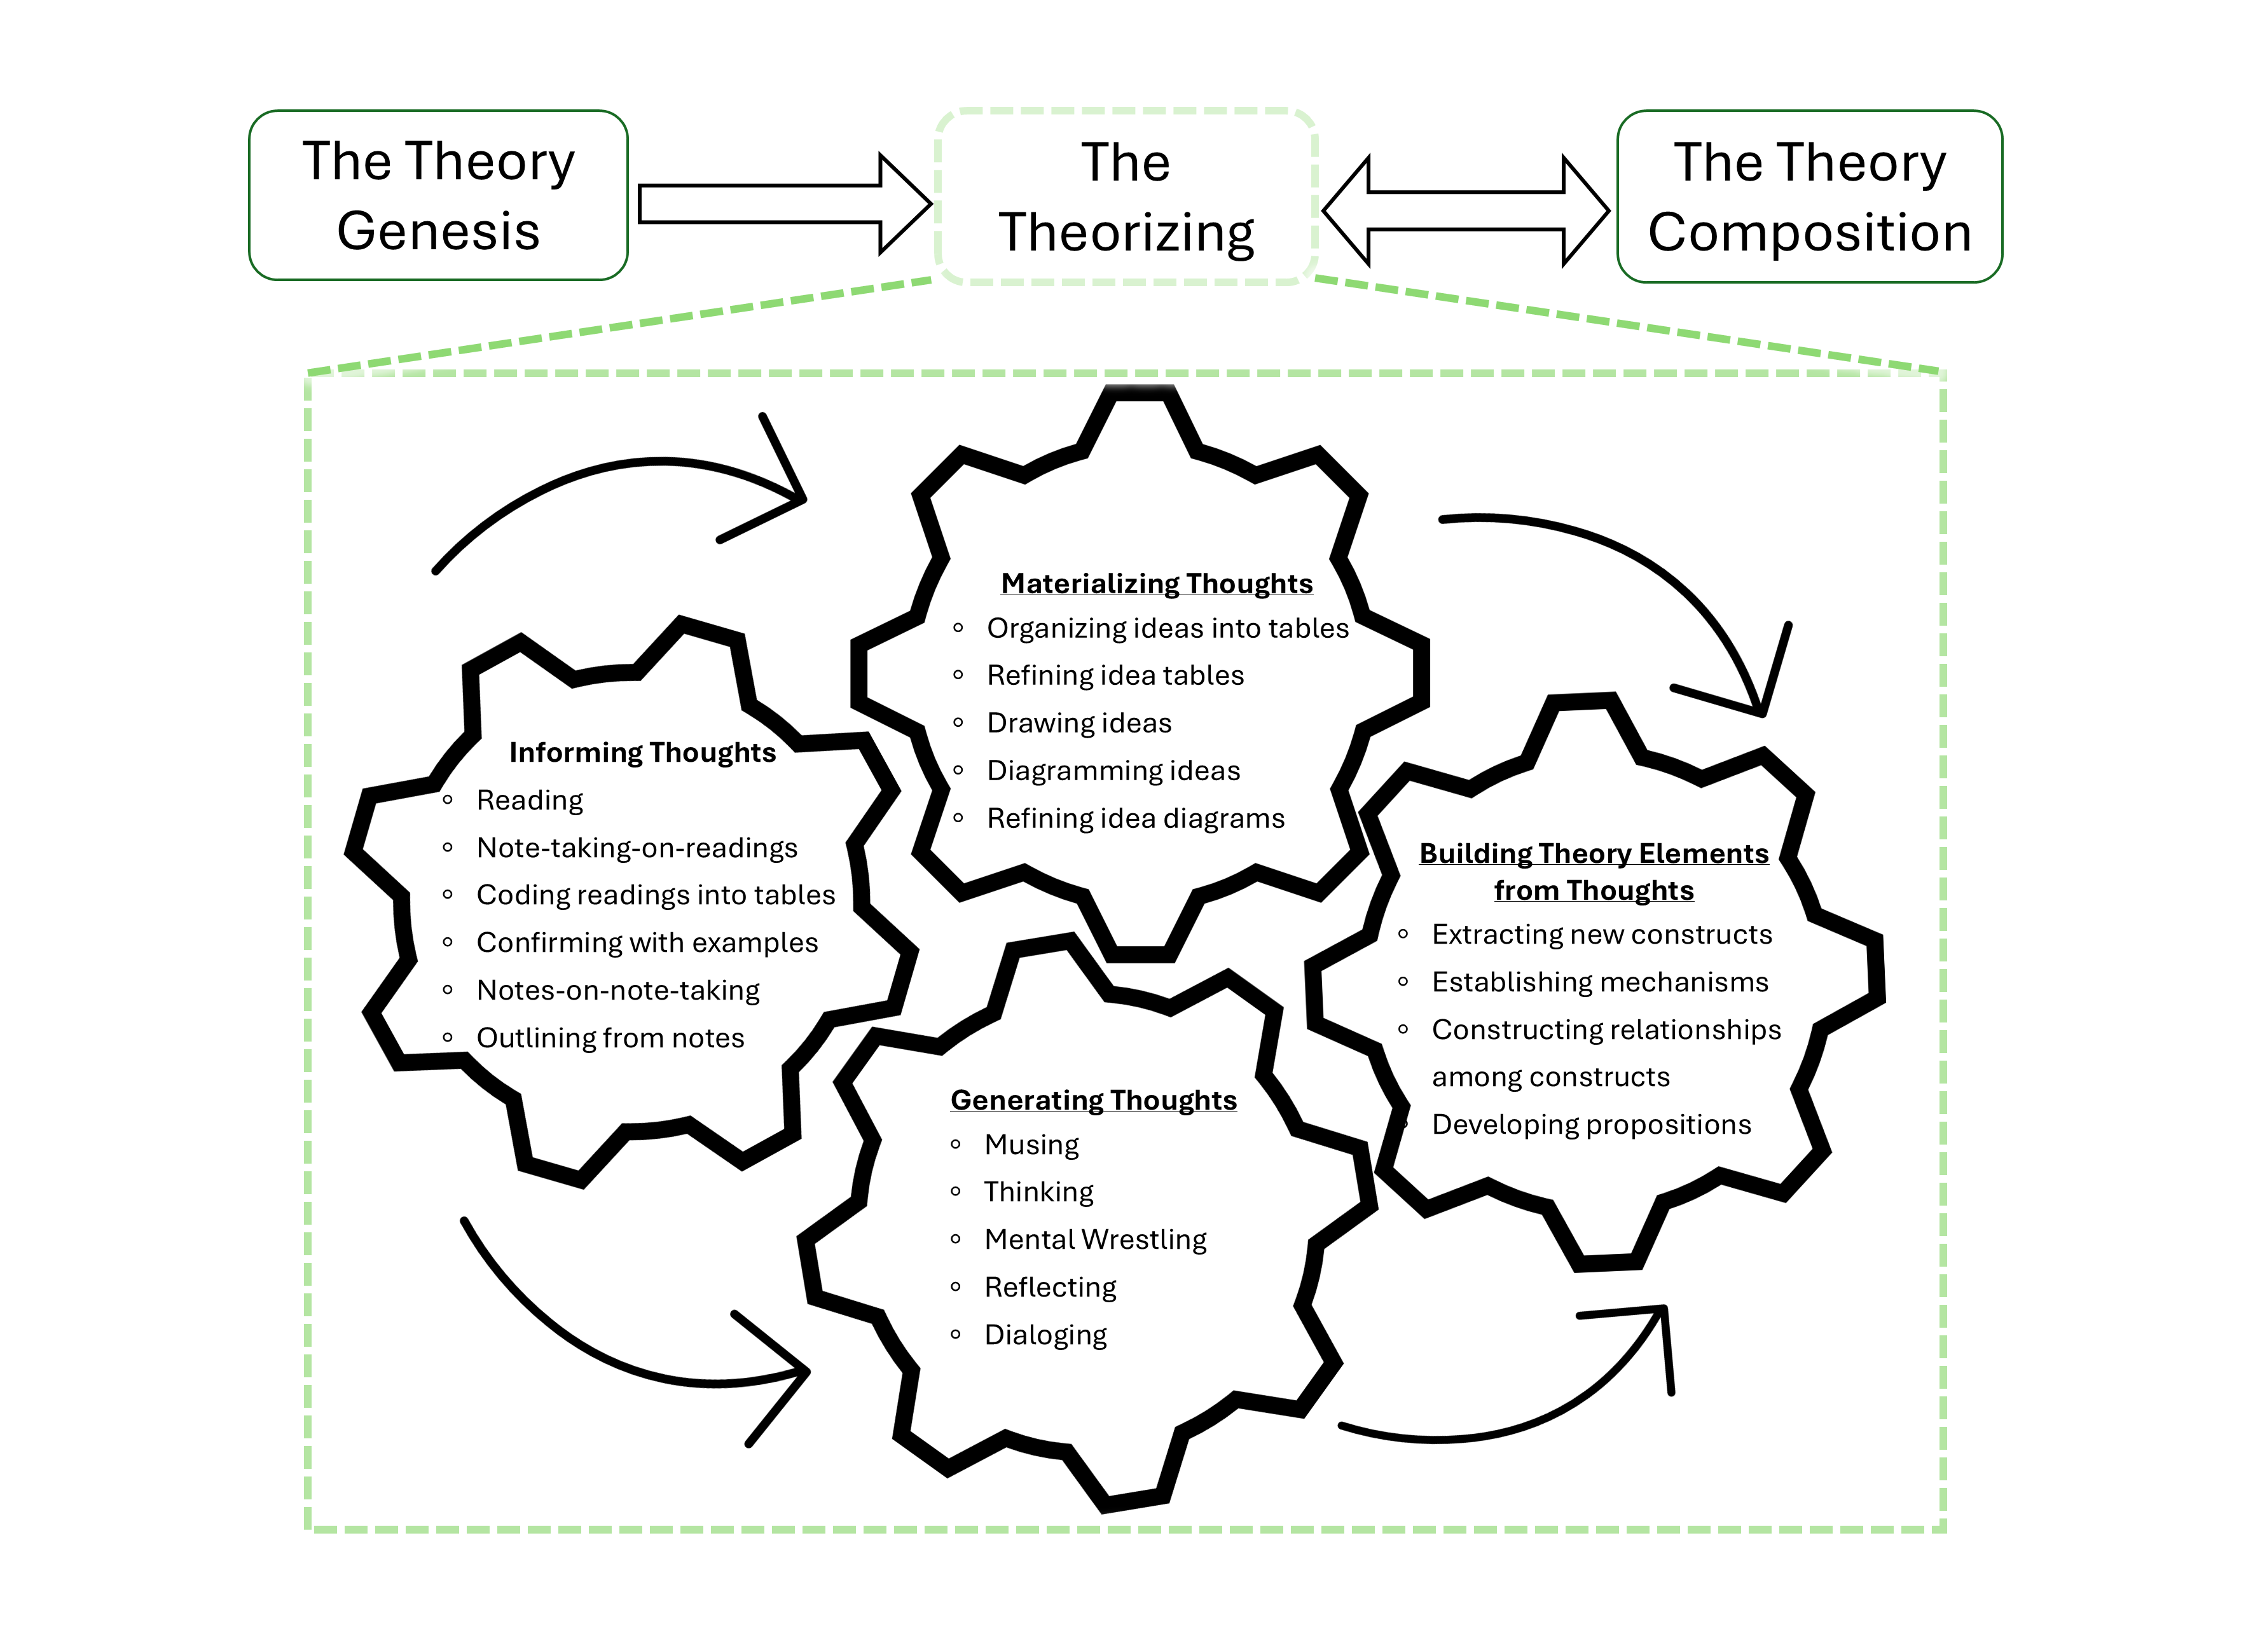 The Theory
Genesis
The
Theorizing
The Theory
Composition
Materializing Thoughts
Organizing ideas into tables
Refining idea tables
Drawing ideas
Diagramming ideas
Refining idea diagrams
Informing Thoughts
Reading
Note-taking-on-readings
Coding readings into tables
Confirming with examples
Notes-on-note-taking
Outlining from notes
Building Theory Elements
from Thoughts
Extracting new constructs
Establishing mechanisms
Constructing relationships
among constructs
Developing propositions
Generating Thoughts
Musing
Thinking
Mental Wrestling
Reflecting
Dialoging